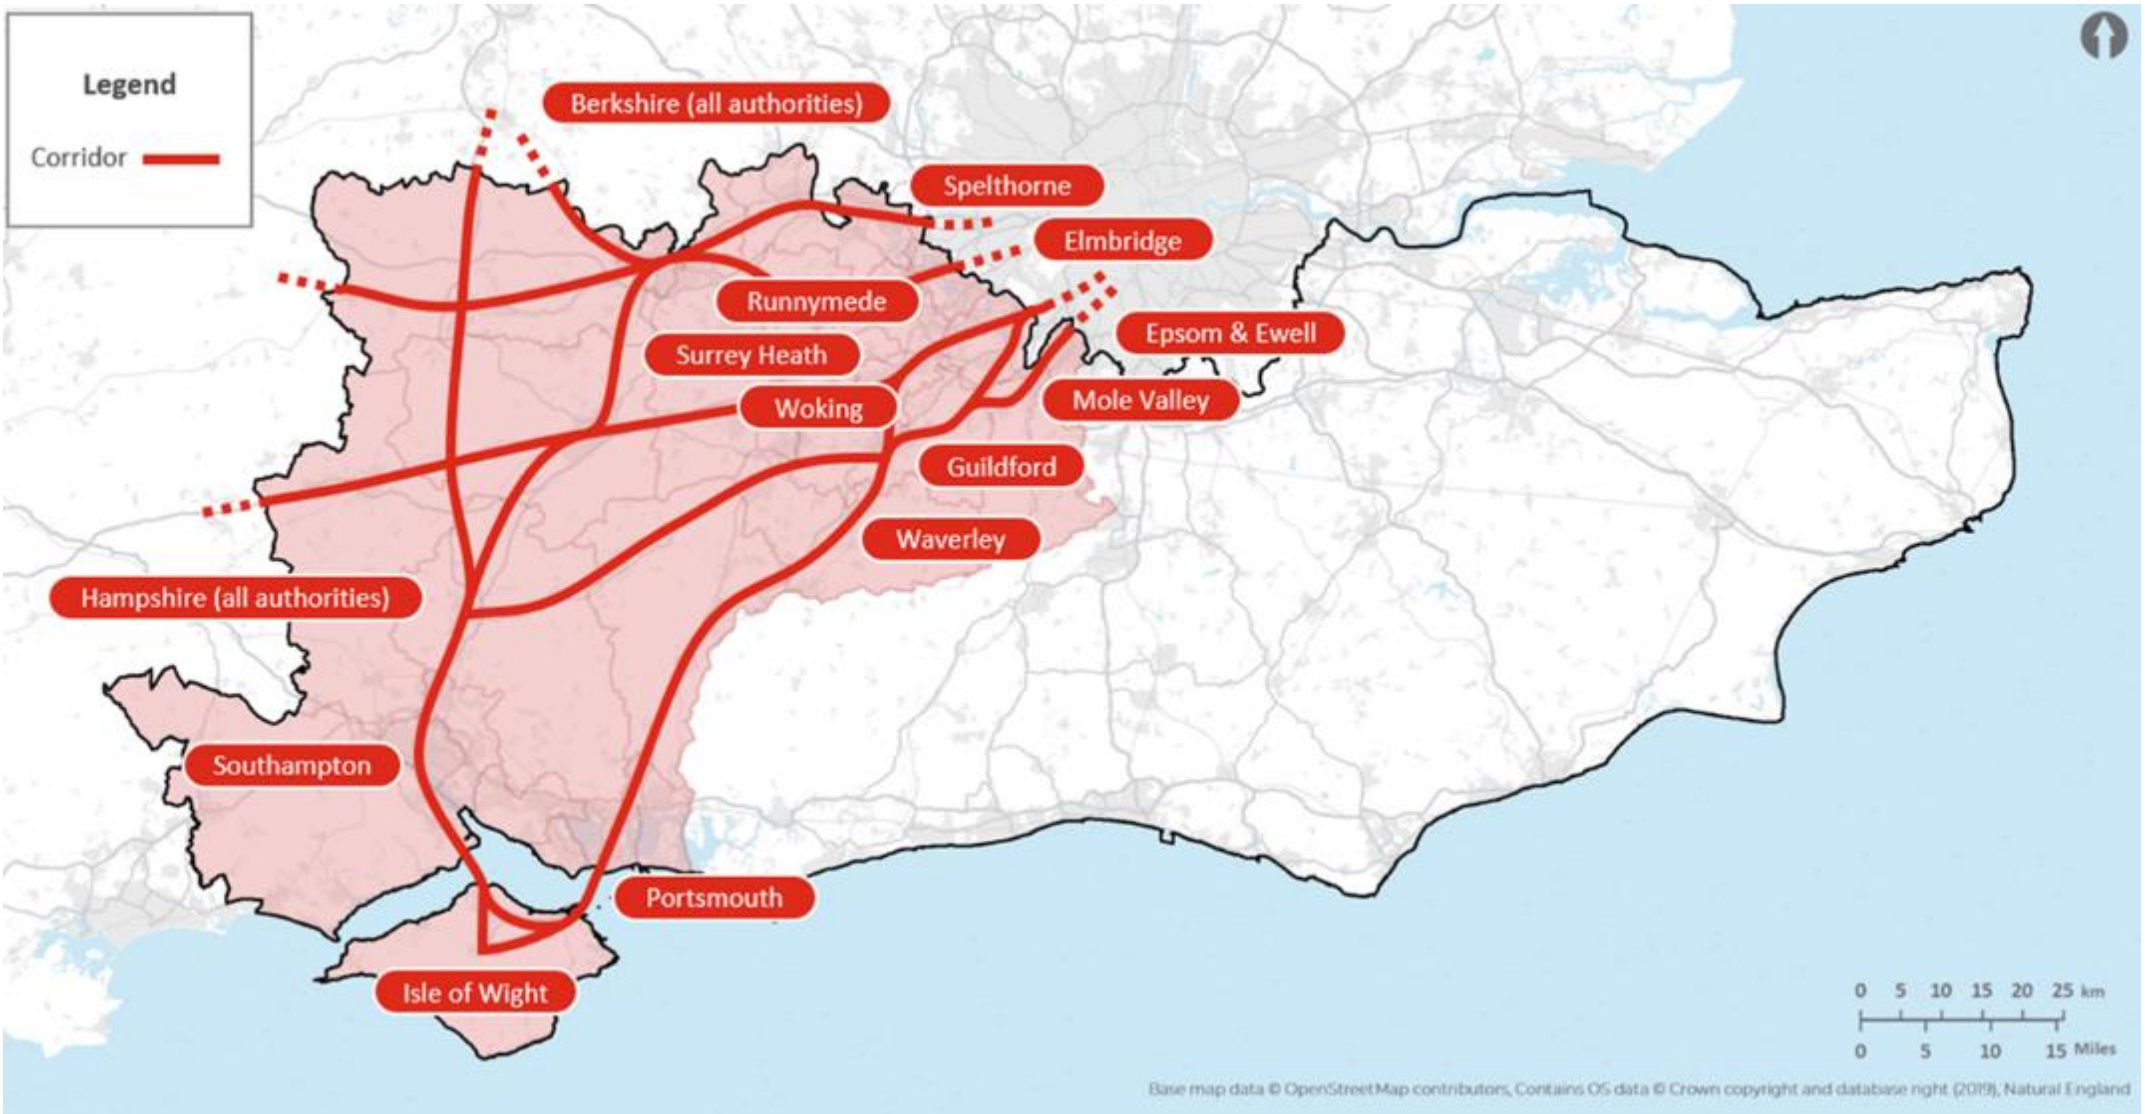 Legend
Corridor
Berkshire (all authorities)
Spelthorne
Elmbridge
Runnymede
Epsom & Ewell
Surrey Heath
Woking
Mole Valley
Guildford
Waverley
Hampshire (all authorities)
Southampton
Portsmouth
Isle of Wight
0 5 10 15 20 25 km
0 5 10 15 Miles
Base map data © OpenStreetMap contributors, Contains OS data © Crown copyright and database right (2019), Natural England